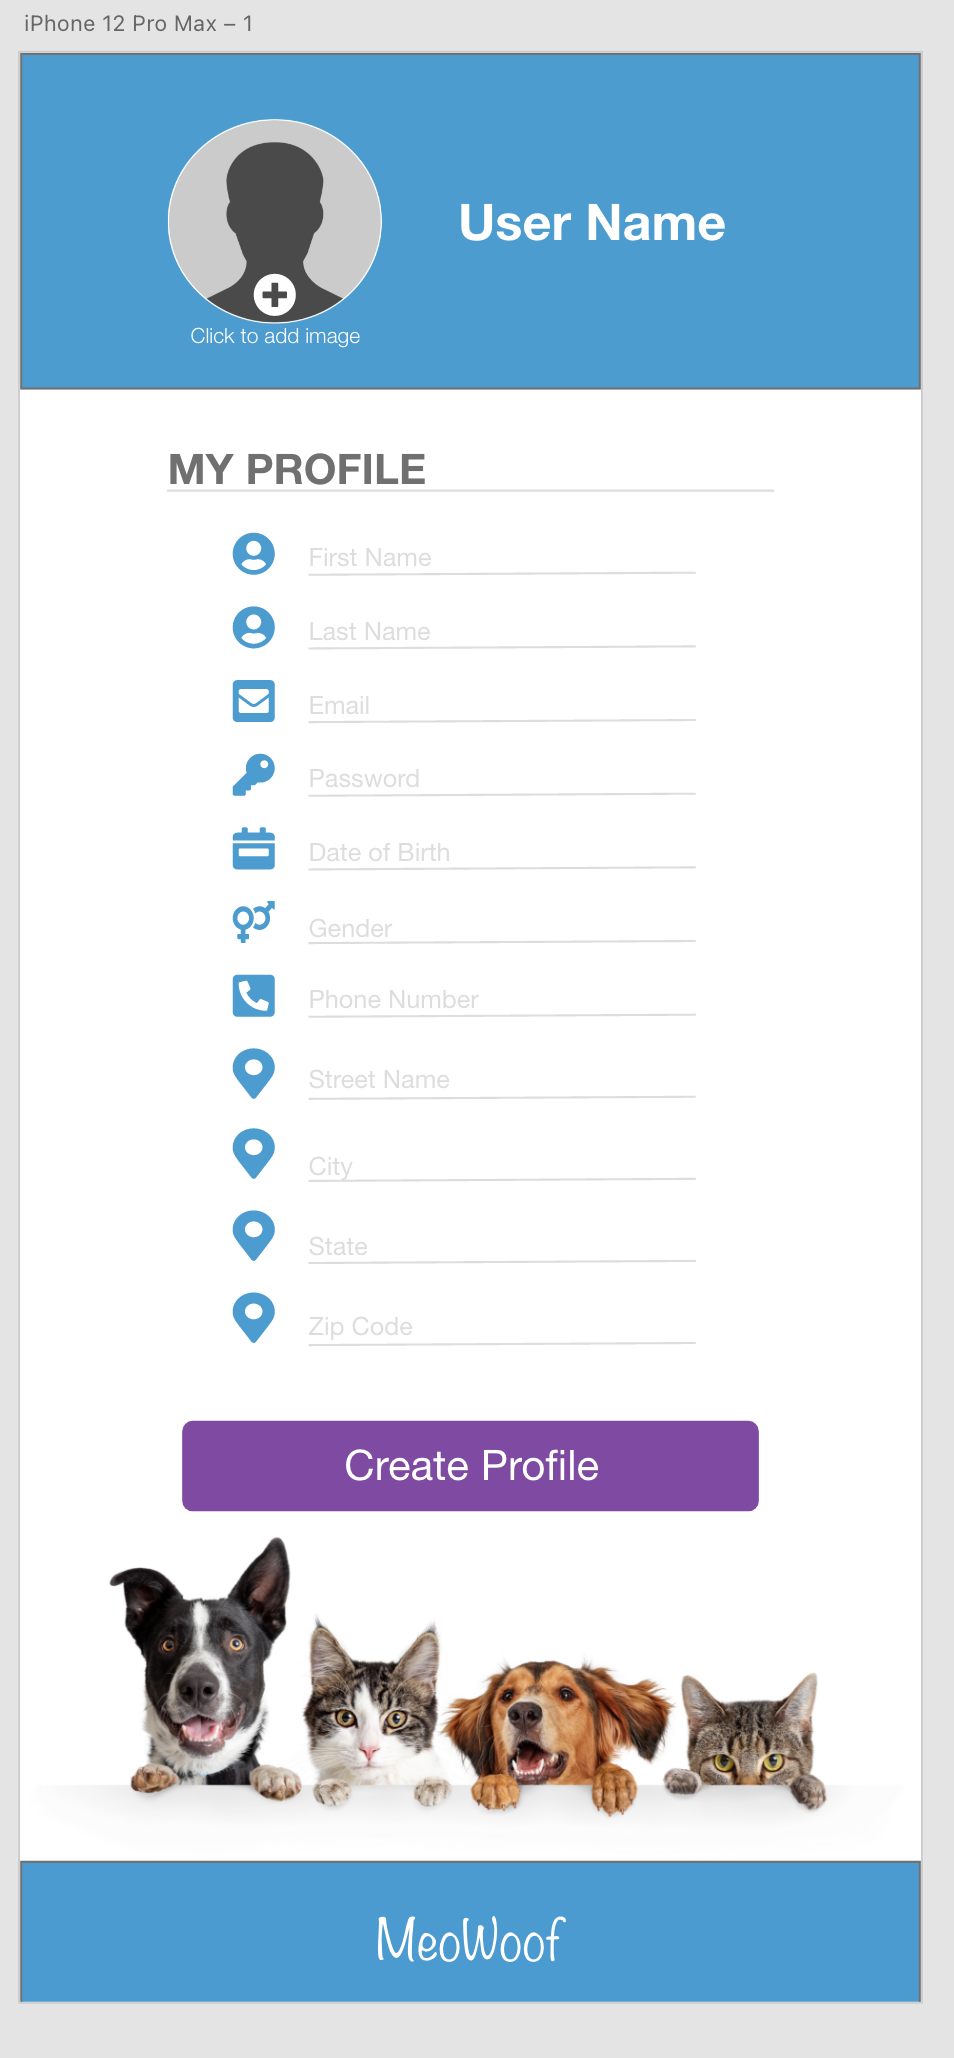 iPhone 12 Pro Max – 1
User Name
Click to add image
MY PROFILE
First Name
Last Name
Email
Password
Date of Birth
Gender
Phone Number
Street Name
City
State
Zip Code
Create Profile
MeoWoof